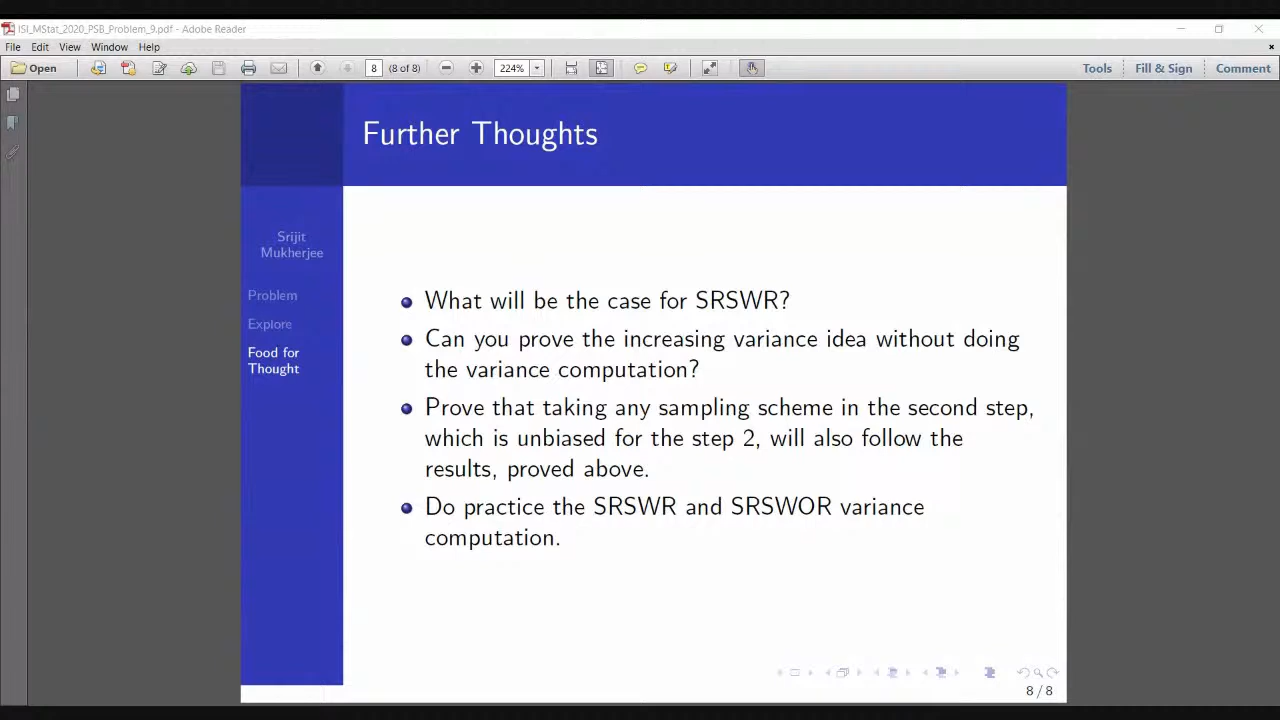 ISI_MStat_2020_PSB_Problem_9.pdf - Adobe Reader
File Edit View Window Help
Open 8 (8 of 8) 224% Tools Fill & Sign Comment
Further Thoughts
Srijit
Mukherjee
Problem
Explore
Food for
Thought
What will be the case for SRSWR?
Can you prove the increasing variance idea without doing
the variance computation?
Prove that taking any sampling scheme in the second step,
which is unbiased for the step 2, will also follow the
results, proved above.
Do practice the SRSWR and SRSWOR variance
computation.
8 / 8